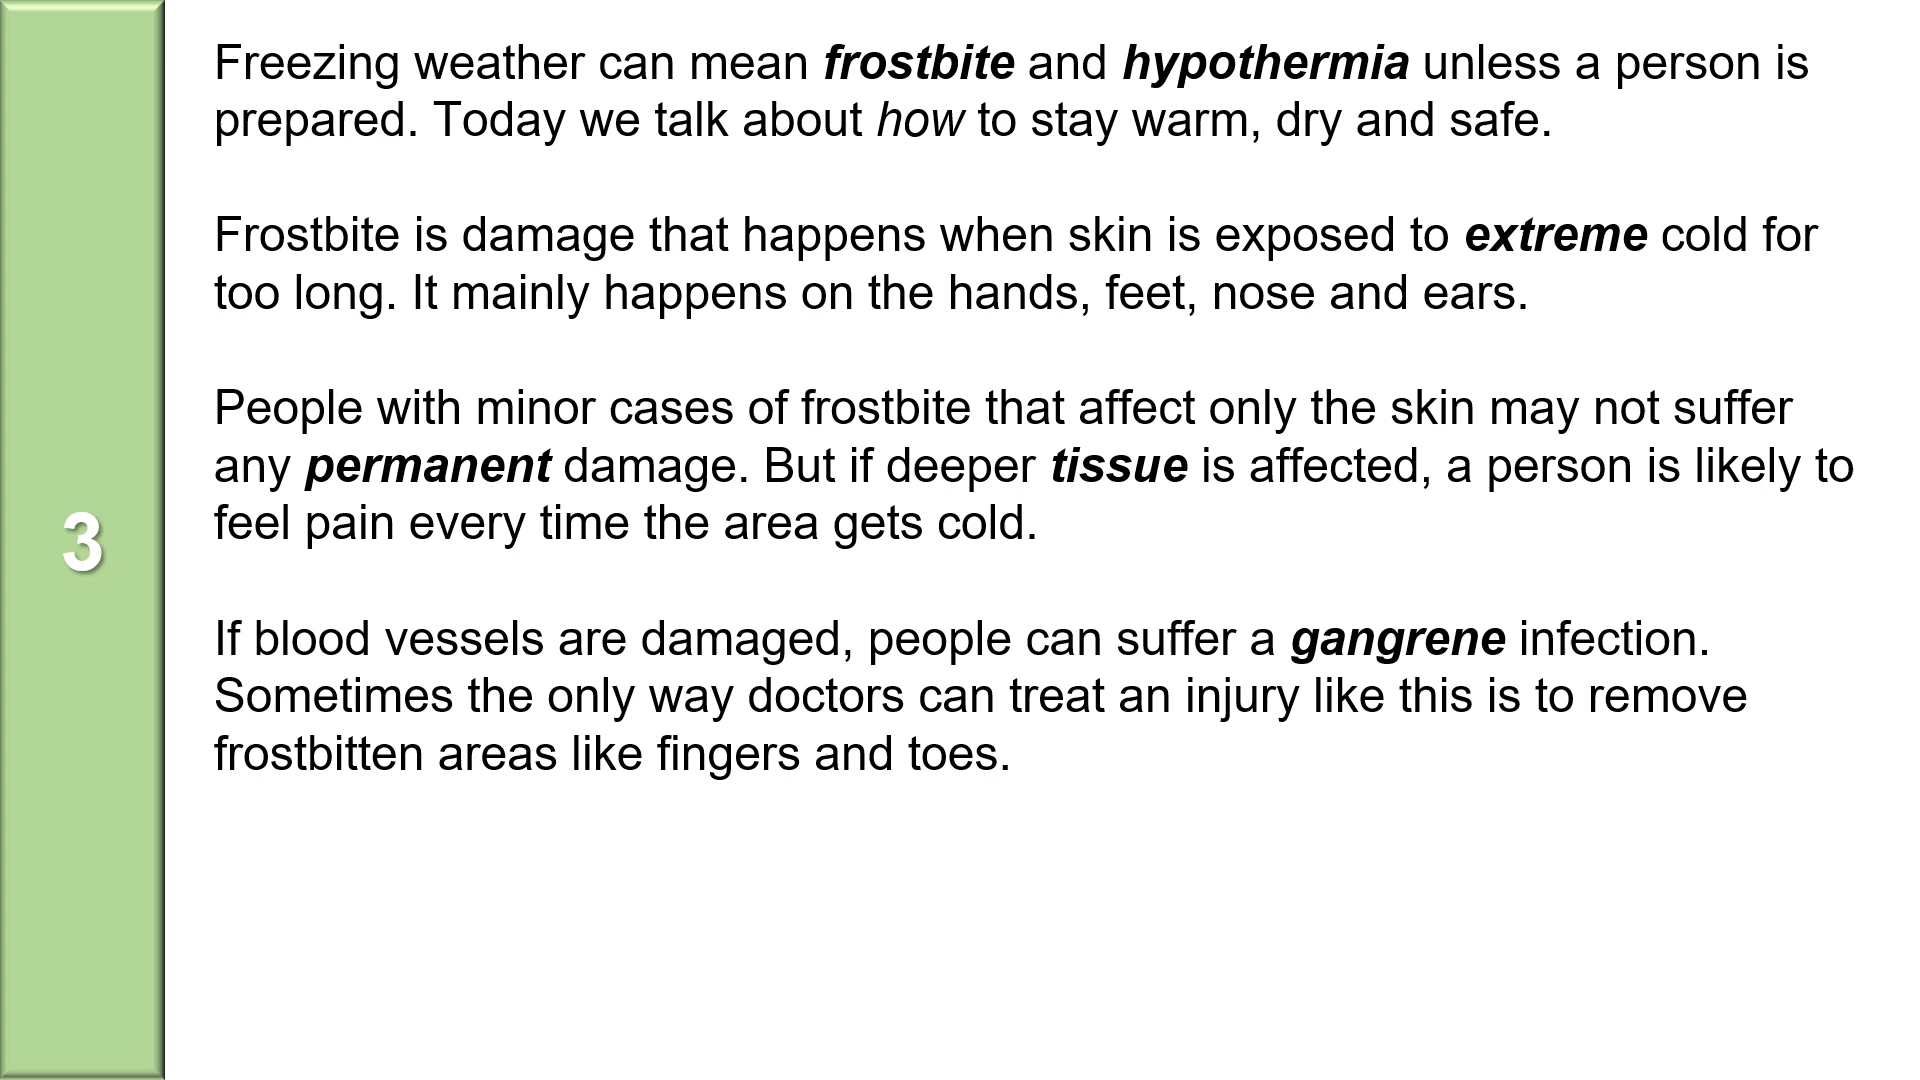 Freezing weather can mean frostbite and hypothermia unless a person is
prepared. Today we talk about how to stay warm, dry and safe.
Frostbite is damage that happens when skin is exposed to extreme cold for
too long. It mainly happens on the hands, feet, nose and ears.
People with minor cases of frostbite that affect only the skin may not suffer
any permanent damage. But if deeper tissue is affected, a person is likely to
feel pain every time the area gets cold.
3
If blood vessels are damaged, people can suffer a gangrene infection.
Sometimes the only way doctors can treat an injury like this is to remove
frostbitten areas like fingers and toes.